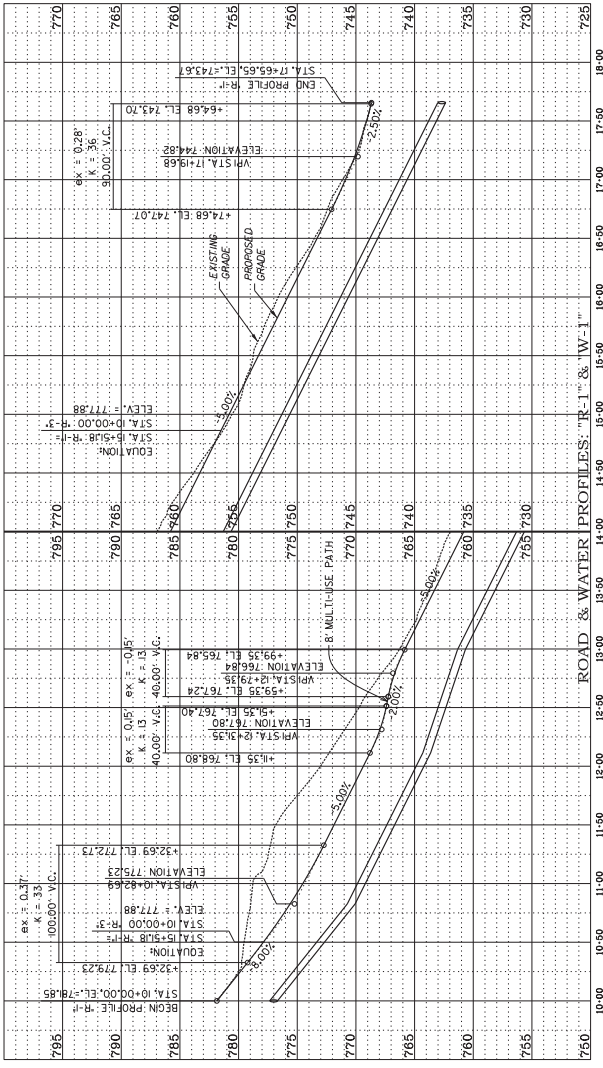 BEGIN PROFILE "R-1"
STA. 10+00.00, EL.=781.85
+32.69 EL. 779.23
EQUATION:
STA. 15+51.18 "R-1"=
STA. 10+00.00 "R-3"
ELEV. = 777.88
VPI STA. 10+82.69
ELEVATION 775.23
+32.69 EL. 772.73
ex = 0.37'
K = 33
100.00' V.C.
-8.00%
-5.00%
+11.35 EL. 768.80
VPI STA. 12+31.35
ELEVATION 767.80
+51.35 EL. 767.40
+59.35 EL. 767.24
VPI STA. 12+79.35
ELEVATION 766.84
+99.35 EL. 765.84
ex = 0.15' ex = -0.15'
K = 13 K = 13
40.00' V.C. 40.00' V.C.
-2.00%
8' MULTI-USE PATH
-5.00%
EQUATION:
STA. 15+51.18 "R-1"=
STA. 10+00.00 "R-3"
ELEV. = 777.88
-5.00%
EXISTING
GRADE
PROPOSED
GRADE
+74.68 EL. 747.07
VPI STA. 17+19.68
ELEVATION 744.82
+64.68 EL. 743.70
END PROFILE "R-1"
STA. 17+65.65, EL.=743.67
ex = 0.28'
K = 36
90.00' V.C.
-2.50%
795 770 770
790 765 765
785 760 760
780 755 755
775 750 750
770 745 745
765 740 740
760 735 735
755 730 730
750 725
10+00 10+50 11+00 11+50 12+00 12+50 13+00 13+50 14+00 14+50 15+00 15+50 16+00 16+50 17+00 17+50 18+00
ROAD & WATER PROFILES: "R-1" & "W-1"